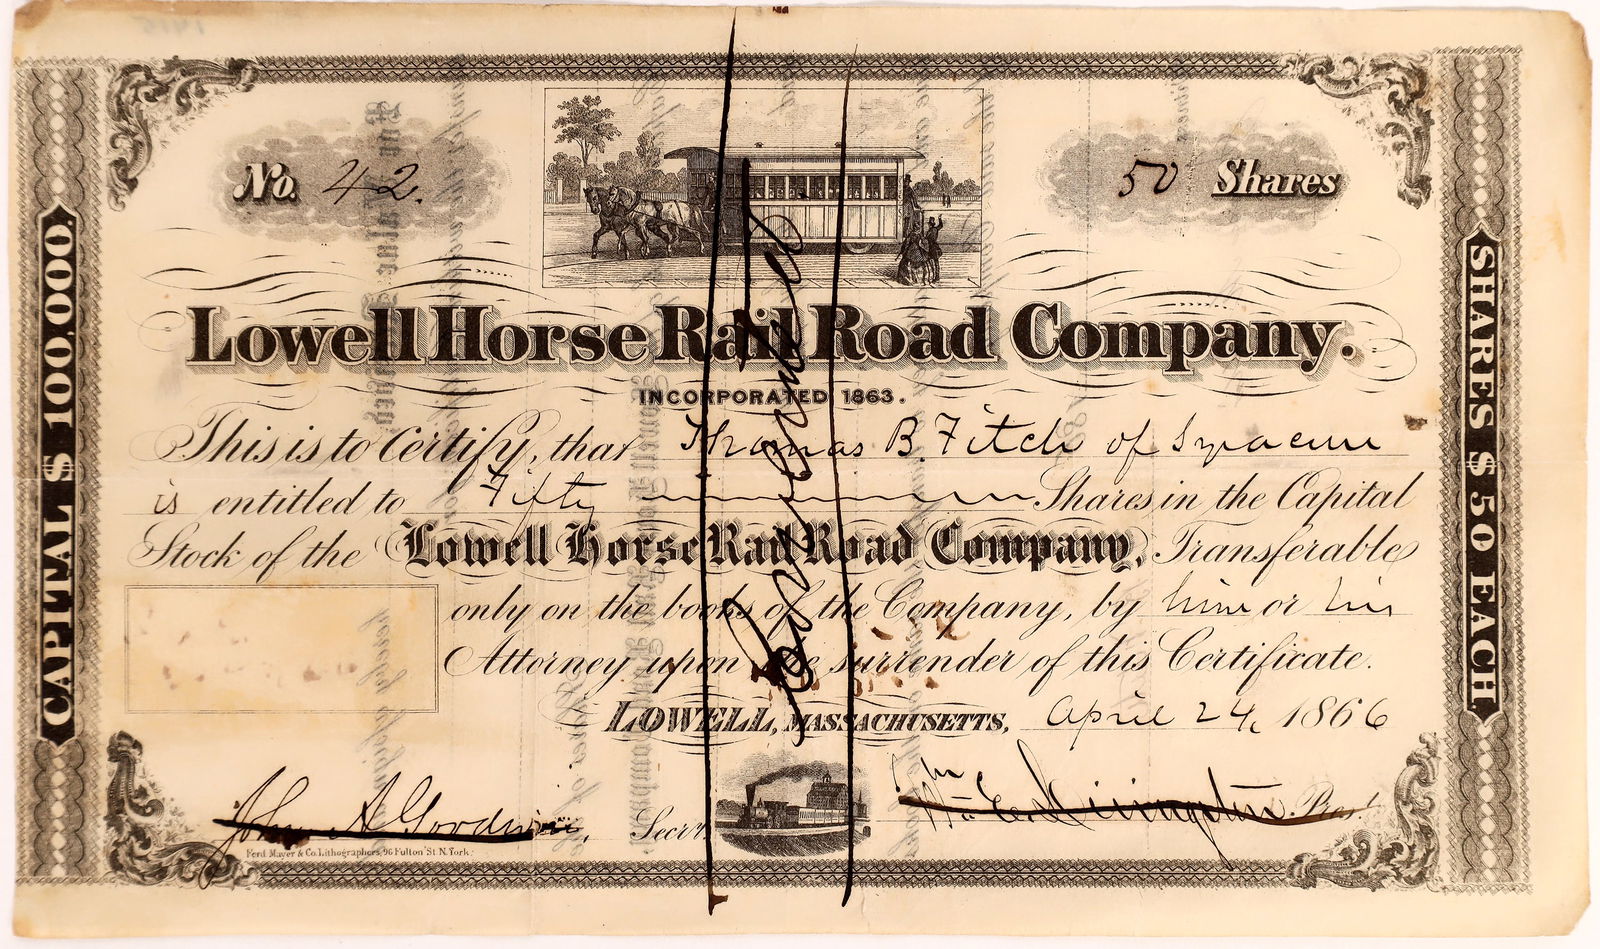 No. 42.
50 Shares
Lowell Horse Rail Road Company.
INCORPORATED 1863.
This is to Certify, that Thomas B Fitch of Syracuse
is entitled to Fifty Shares in the Capital
Stock of the Lowell Horse Rail Road Company, Transferable
only on the books of the Company, by him or his
Attorney upon the surrender of this Certificate.
LOWELL, MASSACHUSETTS, April 24, 1866
John A Goodwin, Secry.
Wm E Livingston. Prest.
Ferd. Mayer & Co. Lithographers, 96 Fulton St. N. York.
CAPITAL $ 100,000.
SHARES $ 50 EACH.